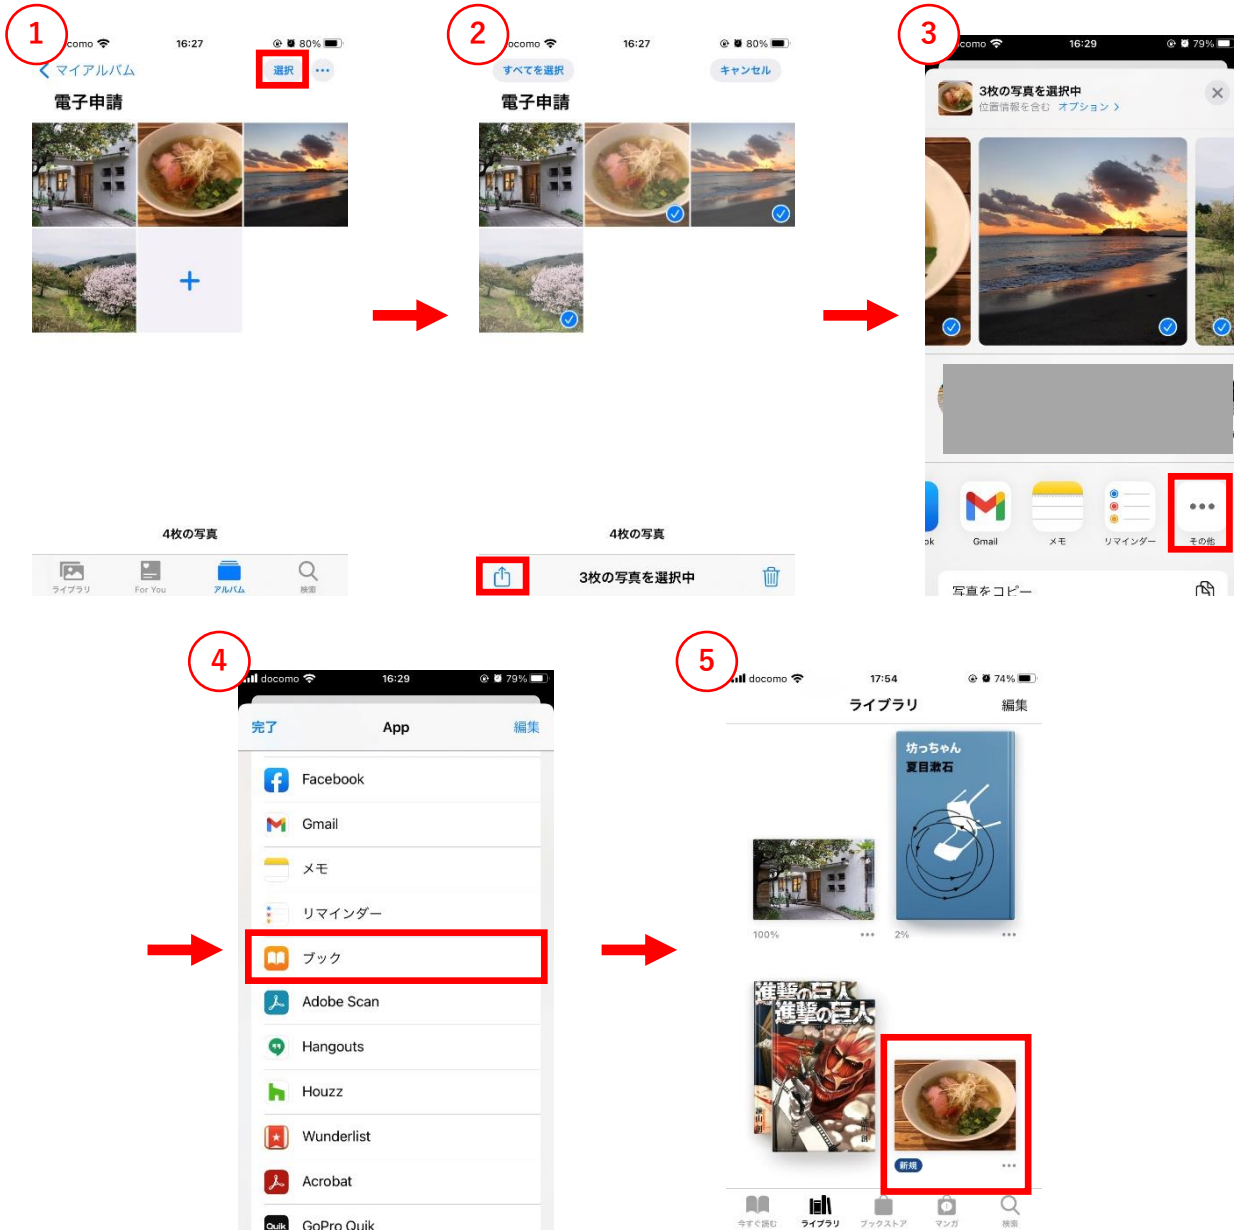 1
como 16:27 80%
マイアルバム 選択 …
電子申請
4枚の写真
ライブラリ For You アルバム 検索
2
ocomo 16:27 80%
すべてを選択 キャンセル
電子申請
4枚の写真
3枚の写真を選択中
3
como 16:29 79%
3枚の写真を選択中
位置情報を含む オプション >
ok Gmail メモ リマインダー その他
写真をコピー
4
docomo 16:29 79%
完了 App 編集
Facebook
Gmail
メモ
リマインダー
ブック
Adobe Scan
Hangouts
Houzz
Wunderlist
Acrobat
Quik GoPro Quik
5
docomo 17:54 74%
ライブラリ 編集
坊っちゃん
夏目漱石
100% … 2% …
進撃の巨人
進撃の巨人
新規 …
今すぐ読む ライブラリ ブックストア マンガ 検索